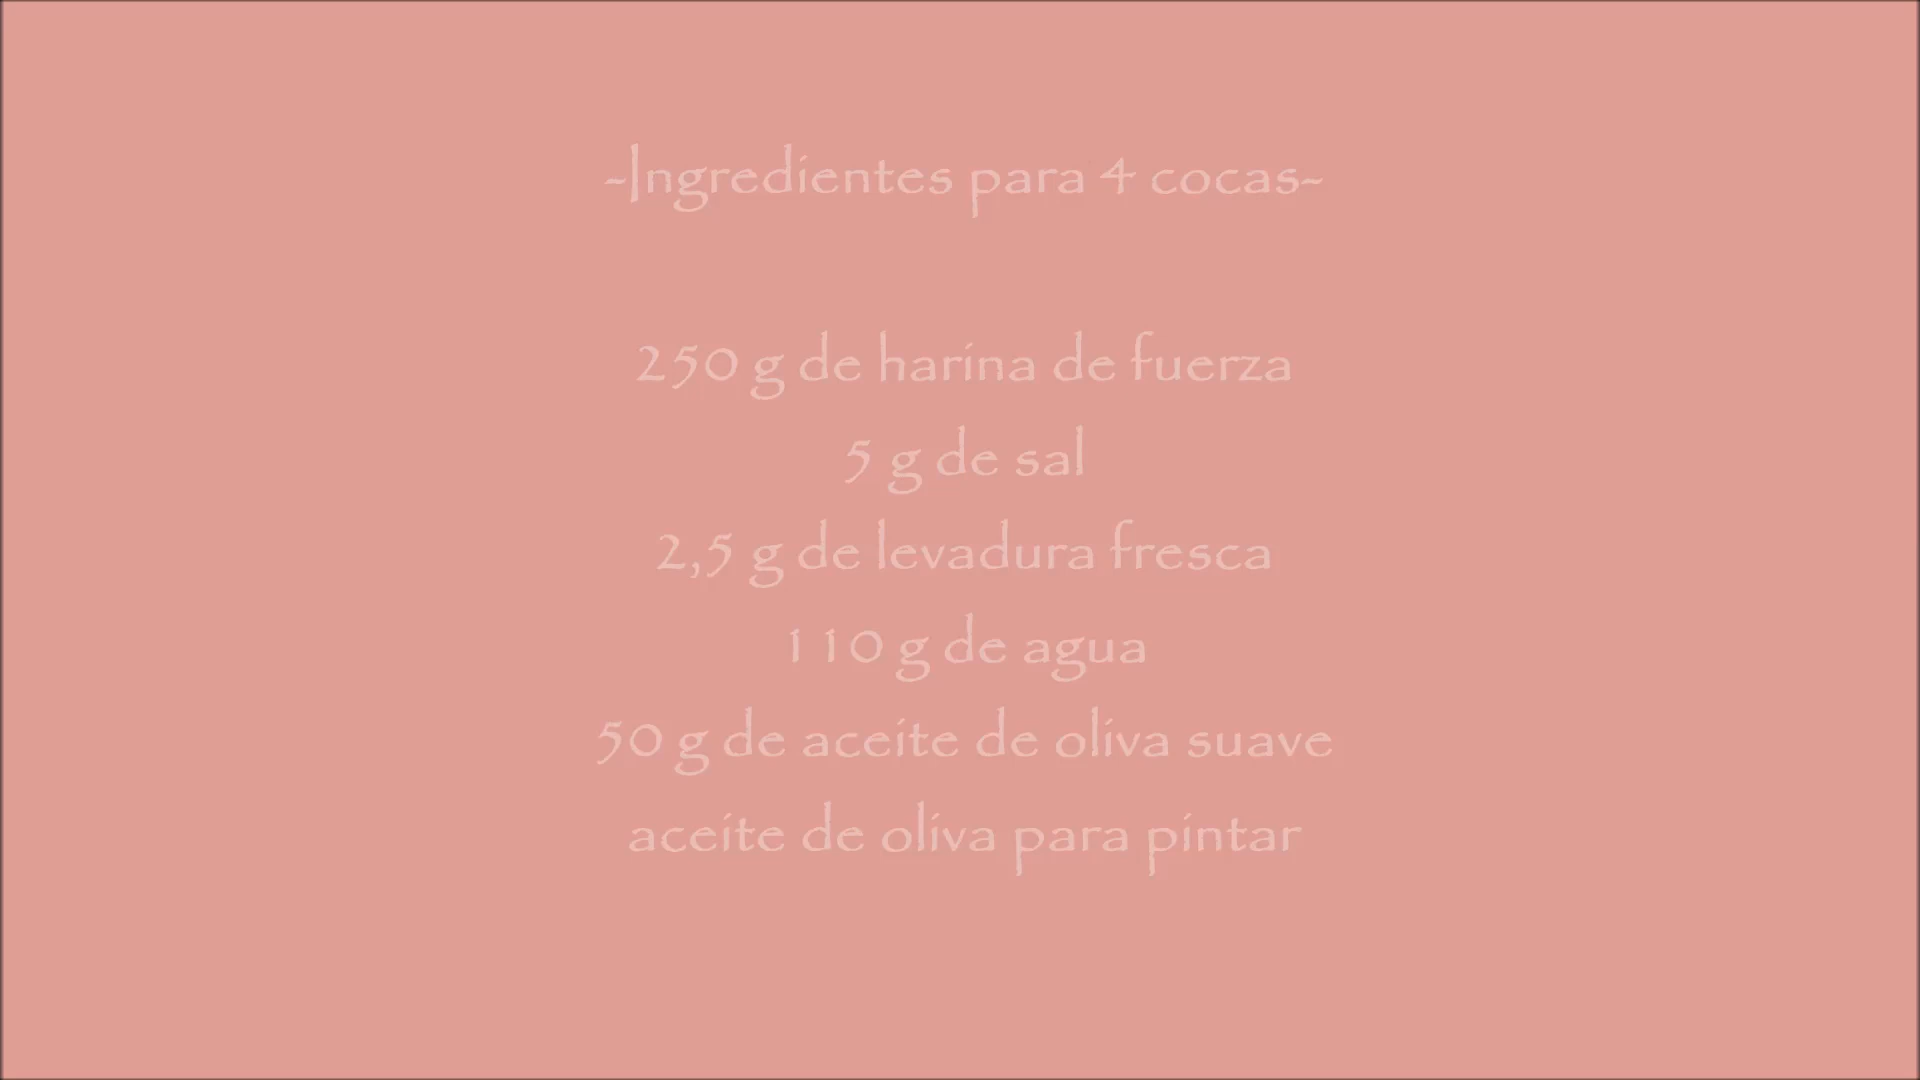 -Ingredientes para 4 cocas-
250 g de harina de fuerza
5 g de sal
2,5 g de levadura fresca
110 g de agua
50 g de aceite de oliva suave
aceite de oliva para pintar